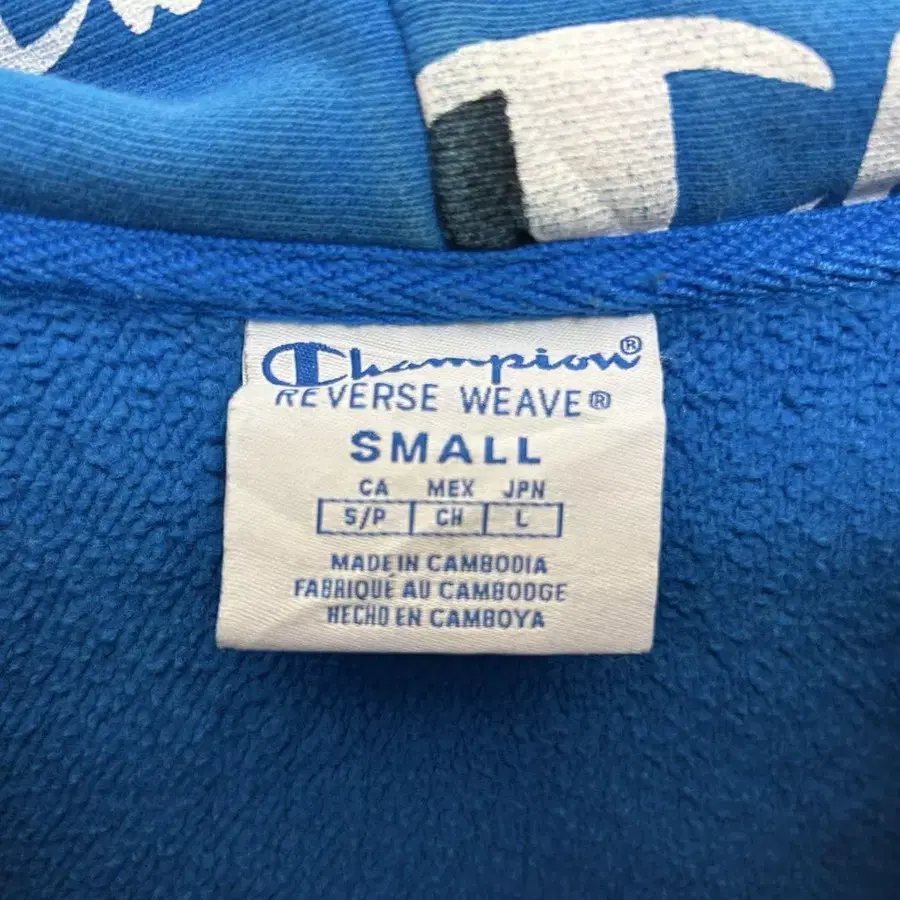 Champion®
REVERSE WEAVE®
SMALL
CA MEX JPN
S/P CH L
MADE IN CAMBODIA
FABRIQUÉ AU CAMBODGE
HECHO EN CAMBOYA